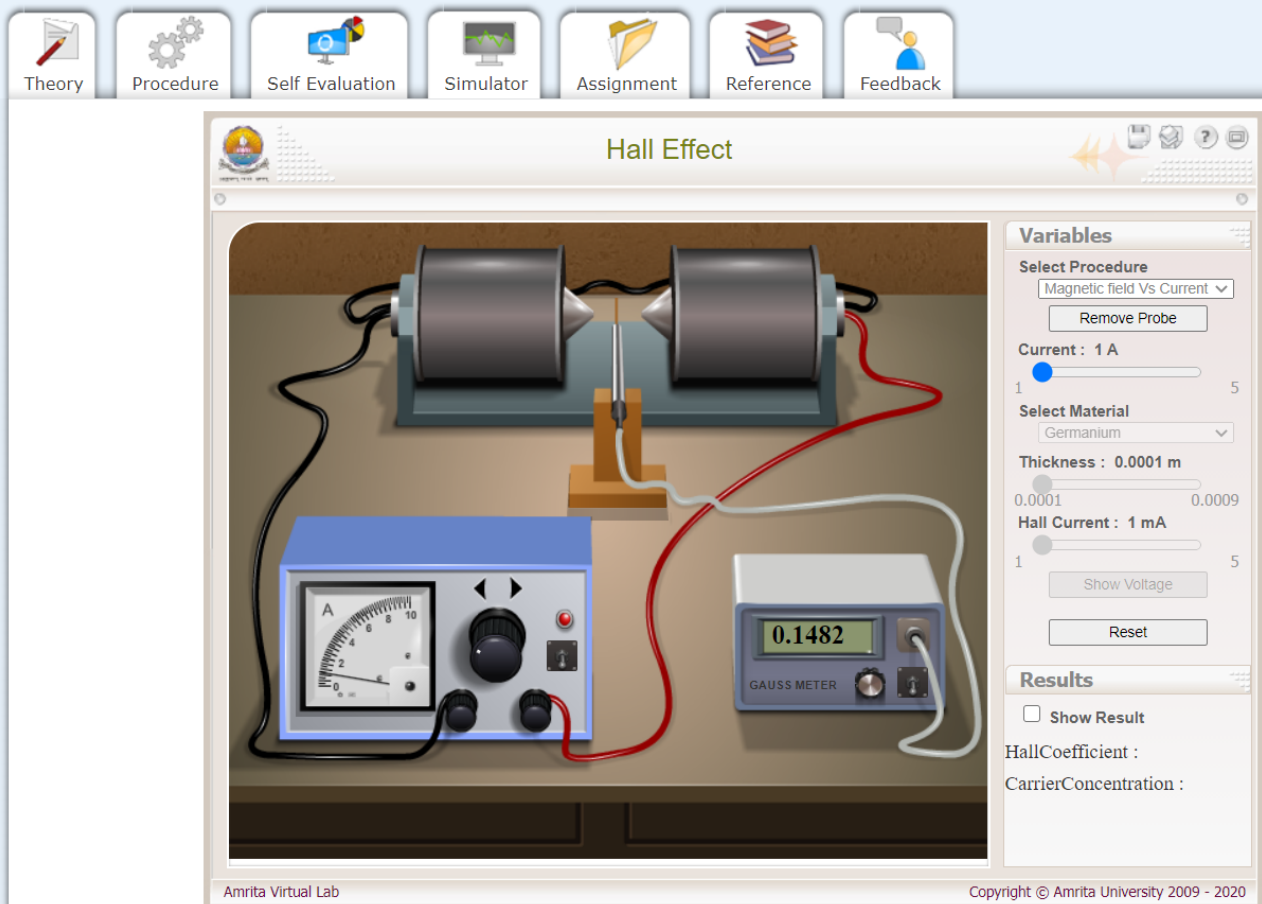 Theory
Procedure
Self Evaluation
Simulator
Assignment
Reference
Feedback
Hall Effect
Variables
Select Procedure
Magnetic field Vs Current
Remove Probe
Current : 1 A
1 5
Select Material
Germanium
Thickness : 0.0001 m
0.0001 0.0009
Hall Current : 1 mA
1 5
Show Voltage
Reset
Results
Show Result
HallCoefficient :
CarrierConcentration :
A
0 2 4 6 8 10
0.1482
GAUSS METER
Amrita Virtual Lab
Copyright © Amrita University 2009 - 2020